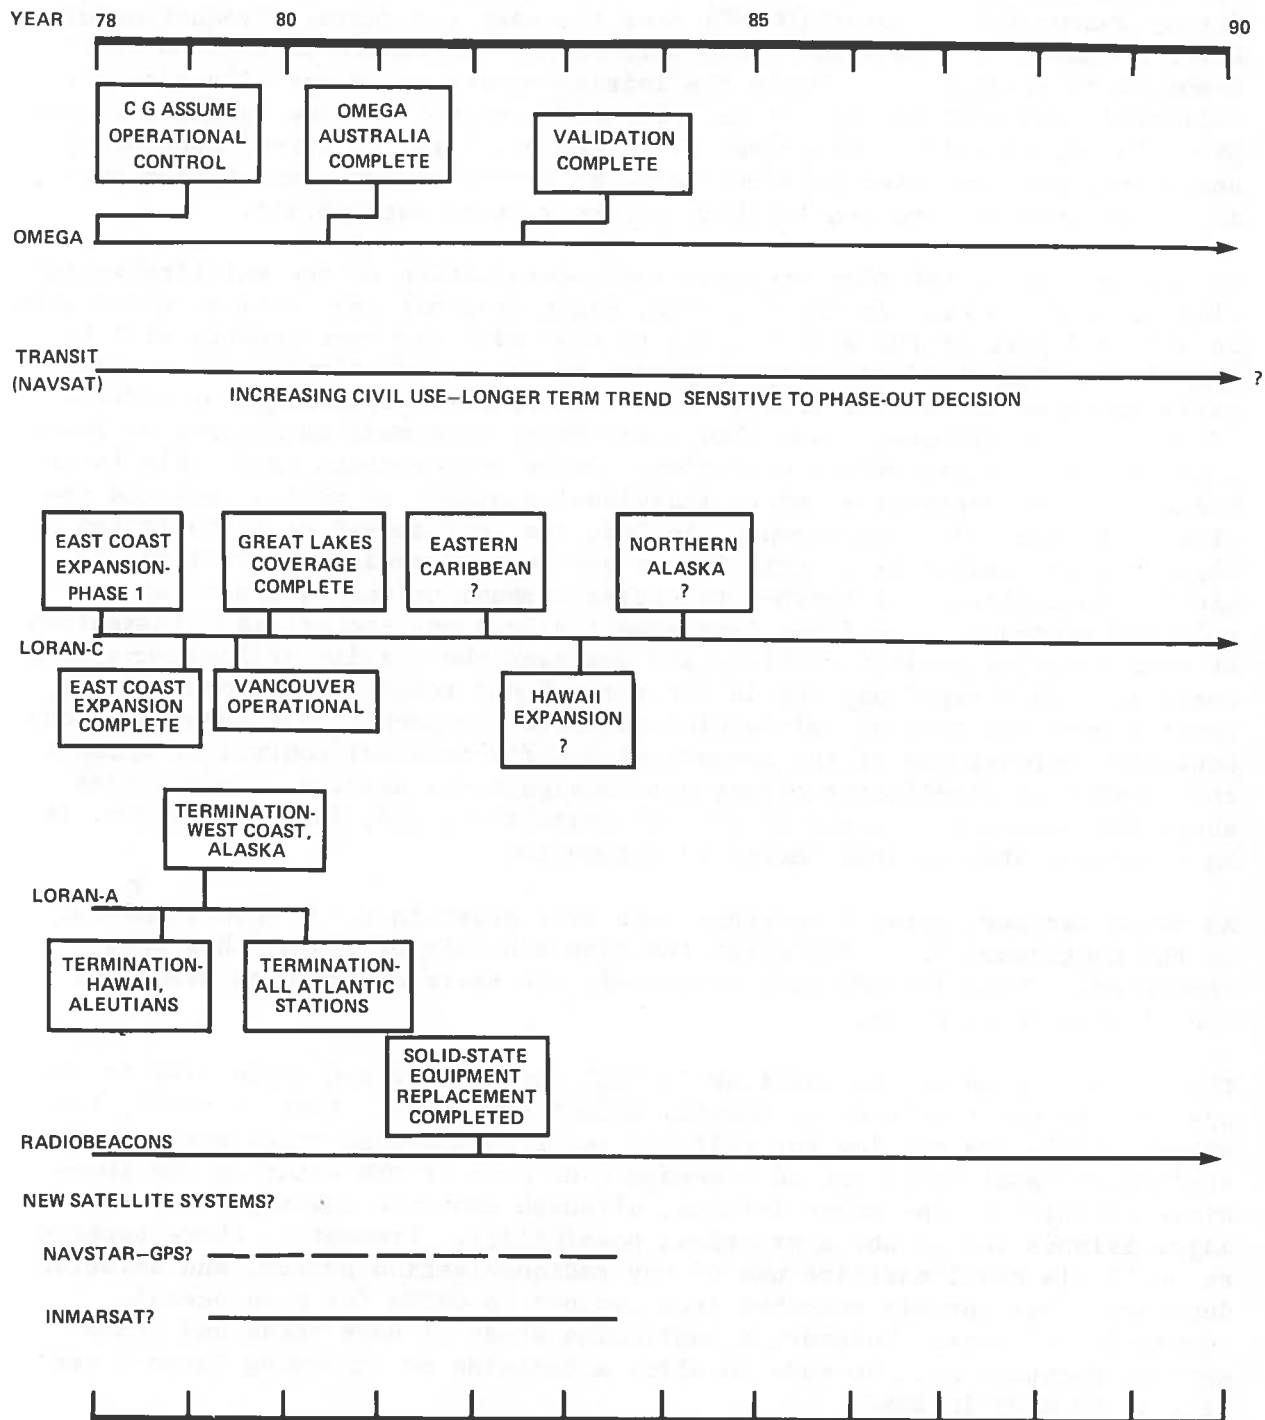 YEAR 78 80 85 90
C G ASSUME
OPERATIONAL
CONTROL
OMEGA
AUSTRALIA
COMPLETE
VALIDATION
COMPLETE
OMEGA
TRANSIT
(NAVSAT)
?
INCREASING CIVIL USE–LONGER TERM TREND SENSITIVE TO PHASE-OUT DECISION
EAST COAST
EXPANSION-
PHASE 1
GREAT LAKES
COVERAGE
COMPLETE
EASTERN
CARIBBEAN
?
NORTHERN
ALASKA
?
LORAN-C
EAST COAST
EXPANSION
COMPLETE
VANCOUVER
OPERATIONAL
HAWAII
EXPANSION
?
TERMINATION-
WEST COAST,
ALASKA
LORAN-A
TERMINATION-
HAWAII,
ALEUTIANS
TERMINATION-
ALL ATLANTIC
STATIONS
SOLID-STATE
EQUIPMENT
REPLACEMENT
COMPLETED
RADIOBEACONS
NEW SATELLITE SYSTEMS?
NAVSTAR–GPS?
INMARSAT?